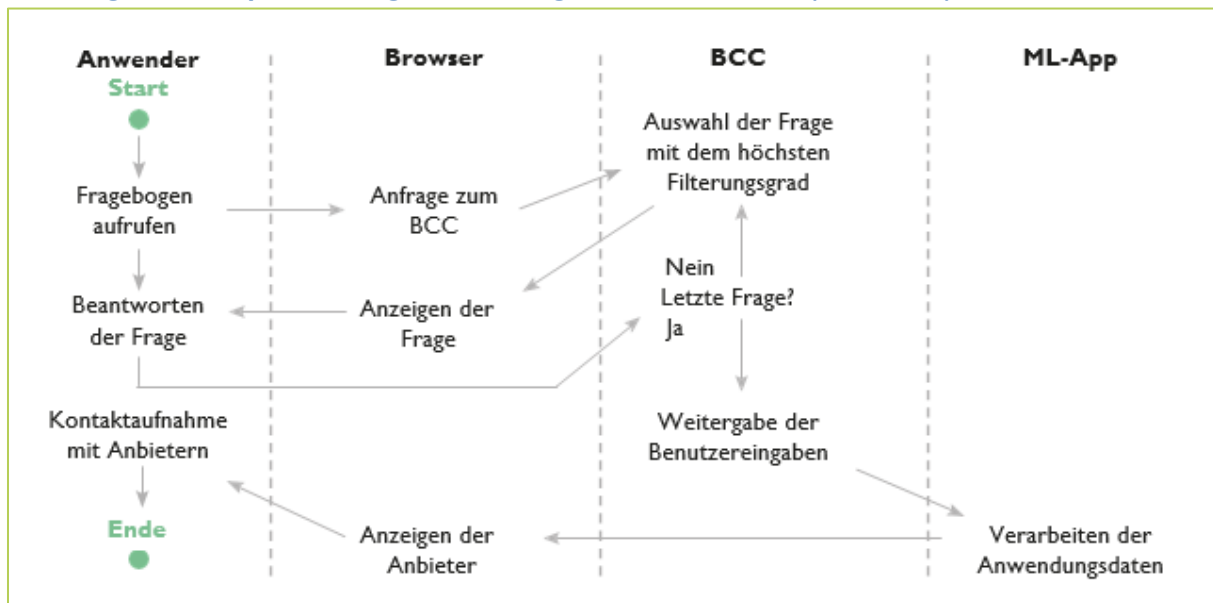 Anwender
Browser
BCC
ML-App
Start
Auswahl der Frage
mit dem höchsten
Filterungsgrad
Fragebogen
aufrufen
Anfrage zum
BCC
Nein
Letzte Frage?
Ja
Beantworten
der Frage
Anzeigen der
Frage
Kontaktaufnahme
mit Anbietern
Weitergabe der
Benutzereingaben
Ende
Anzeigen der
Anbieter
Verarbeiten der
Anwendungsdaten